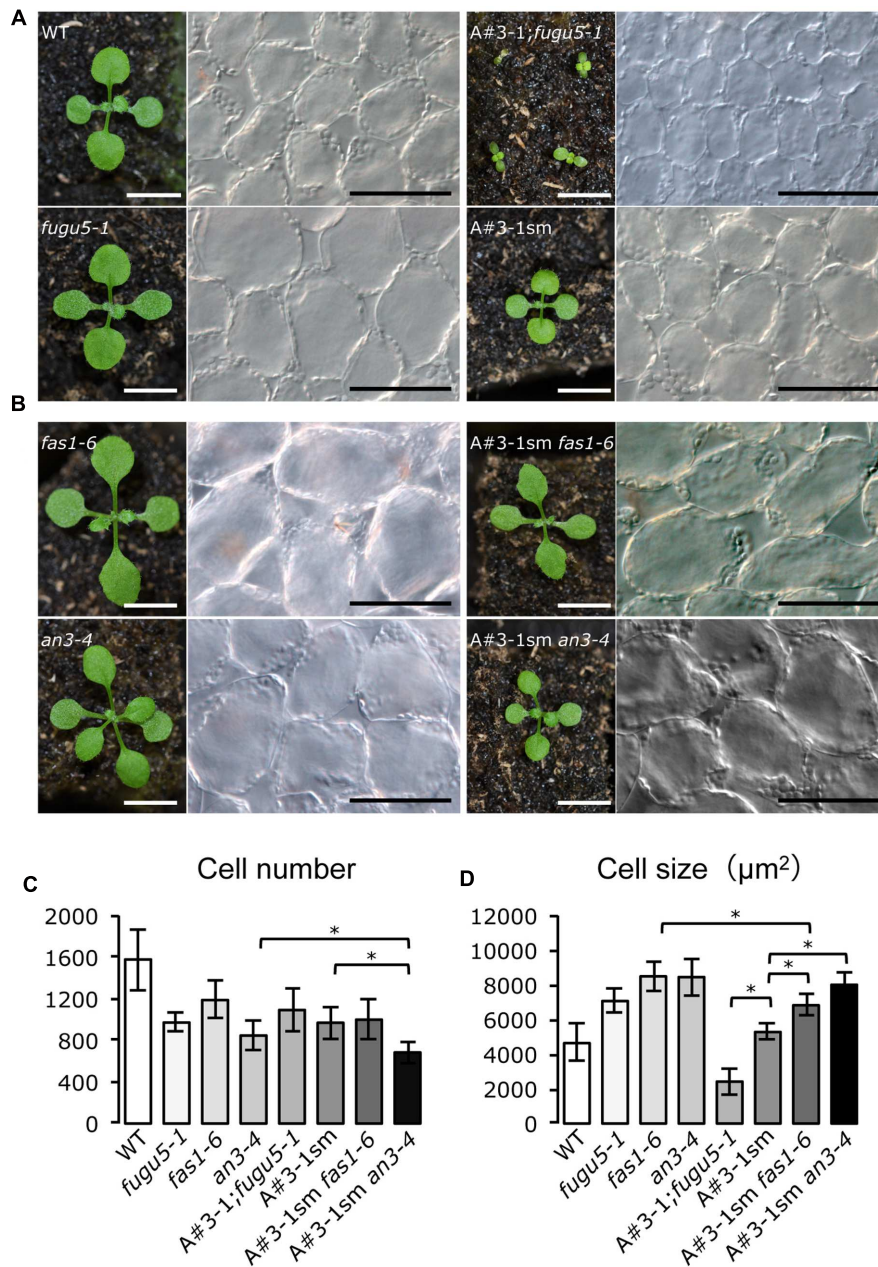 A
WT
A#3-1;fugu5-1
fugu5-1
A#3-1sm
B
fas1-6
A#3-1sm fas1-6
an3-4
A#3-1sm an3-4
C
Cell number
2000
1600
1200
800
400
0
*
*
WT
fugu5-1
fas1-6
an3-4
A#3-1;fugu5-1
A#3-1sm
A#3-1sm fas1-6
A#3-1sm an3-4
D
Cell size（μm²）
12000
10000
8000
6000
4000
2000
0
*
*
*
*
WT
fugu5-1
fas1-6
an3-4
A#3-1;fugu5-1
A#3-1sm
A#3-1sm fas1-6
A#3-1sm an3-4